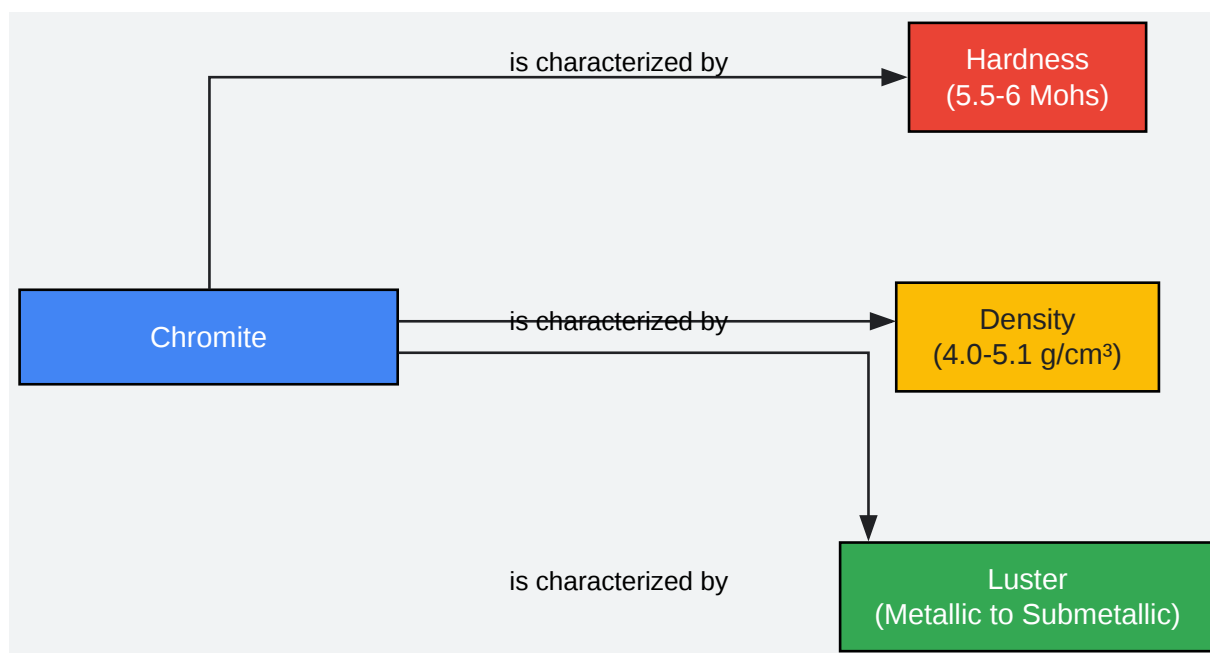 is characterized by
Hardness
(5.5-6 Mohs)
Chromite
is characterized by
Density
(4.0-5.1 g/cm³)
is characterized by
Luster
(Metallic to Submetallic)